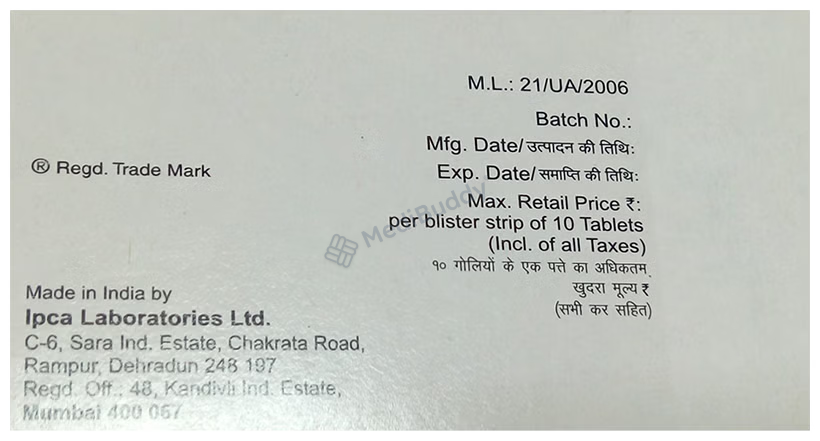 M.L.: 21/UA/2006
Batch No.:
Mfg. Date/उत्पादन की तिथि:
Exp. Date/समाप्ति की तिथि:
Max. Retail Price ₹:
per blister strip of 10 Tablets
(Incl. of all Taxes)
१० गोलियों के एक पत्ते का अधिकतम
खुदरा मूल्य ₹
(सभी कर सहित)
® Regd. Trade Mark
MediBuddy
Made in India by
Ipca Laboratories Ltd.
C-6, Sara Ind. Estate, Chakrata Road,
Rampur, Dehradun 248 197
Regd. Off.: 48, Kandivli Ind. Estate,
Mumbai 400 067